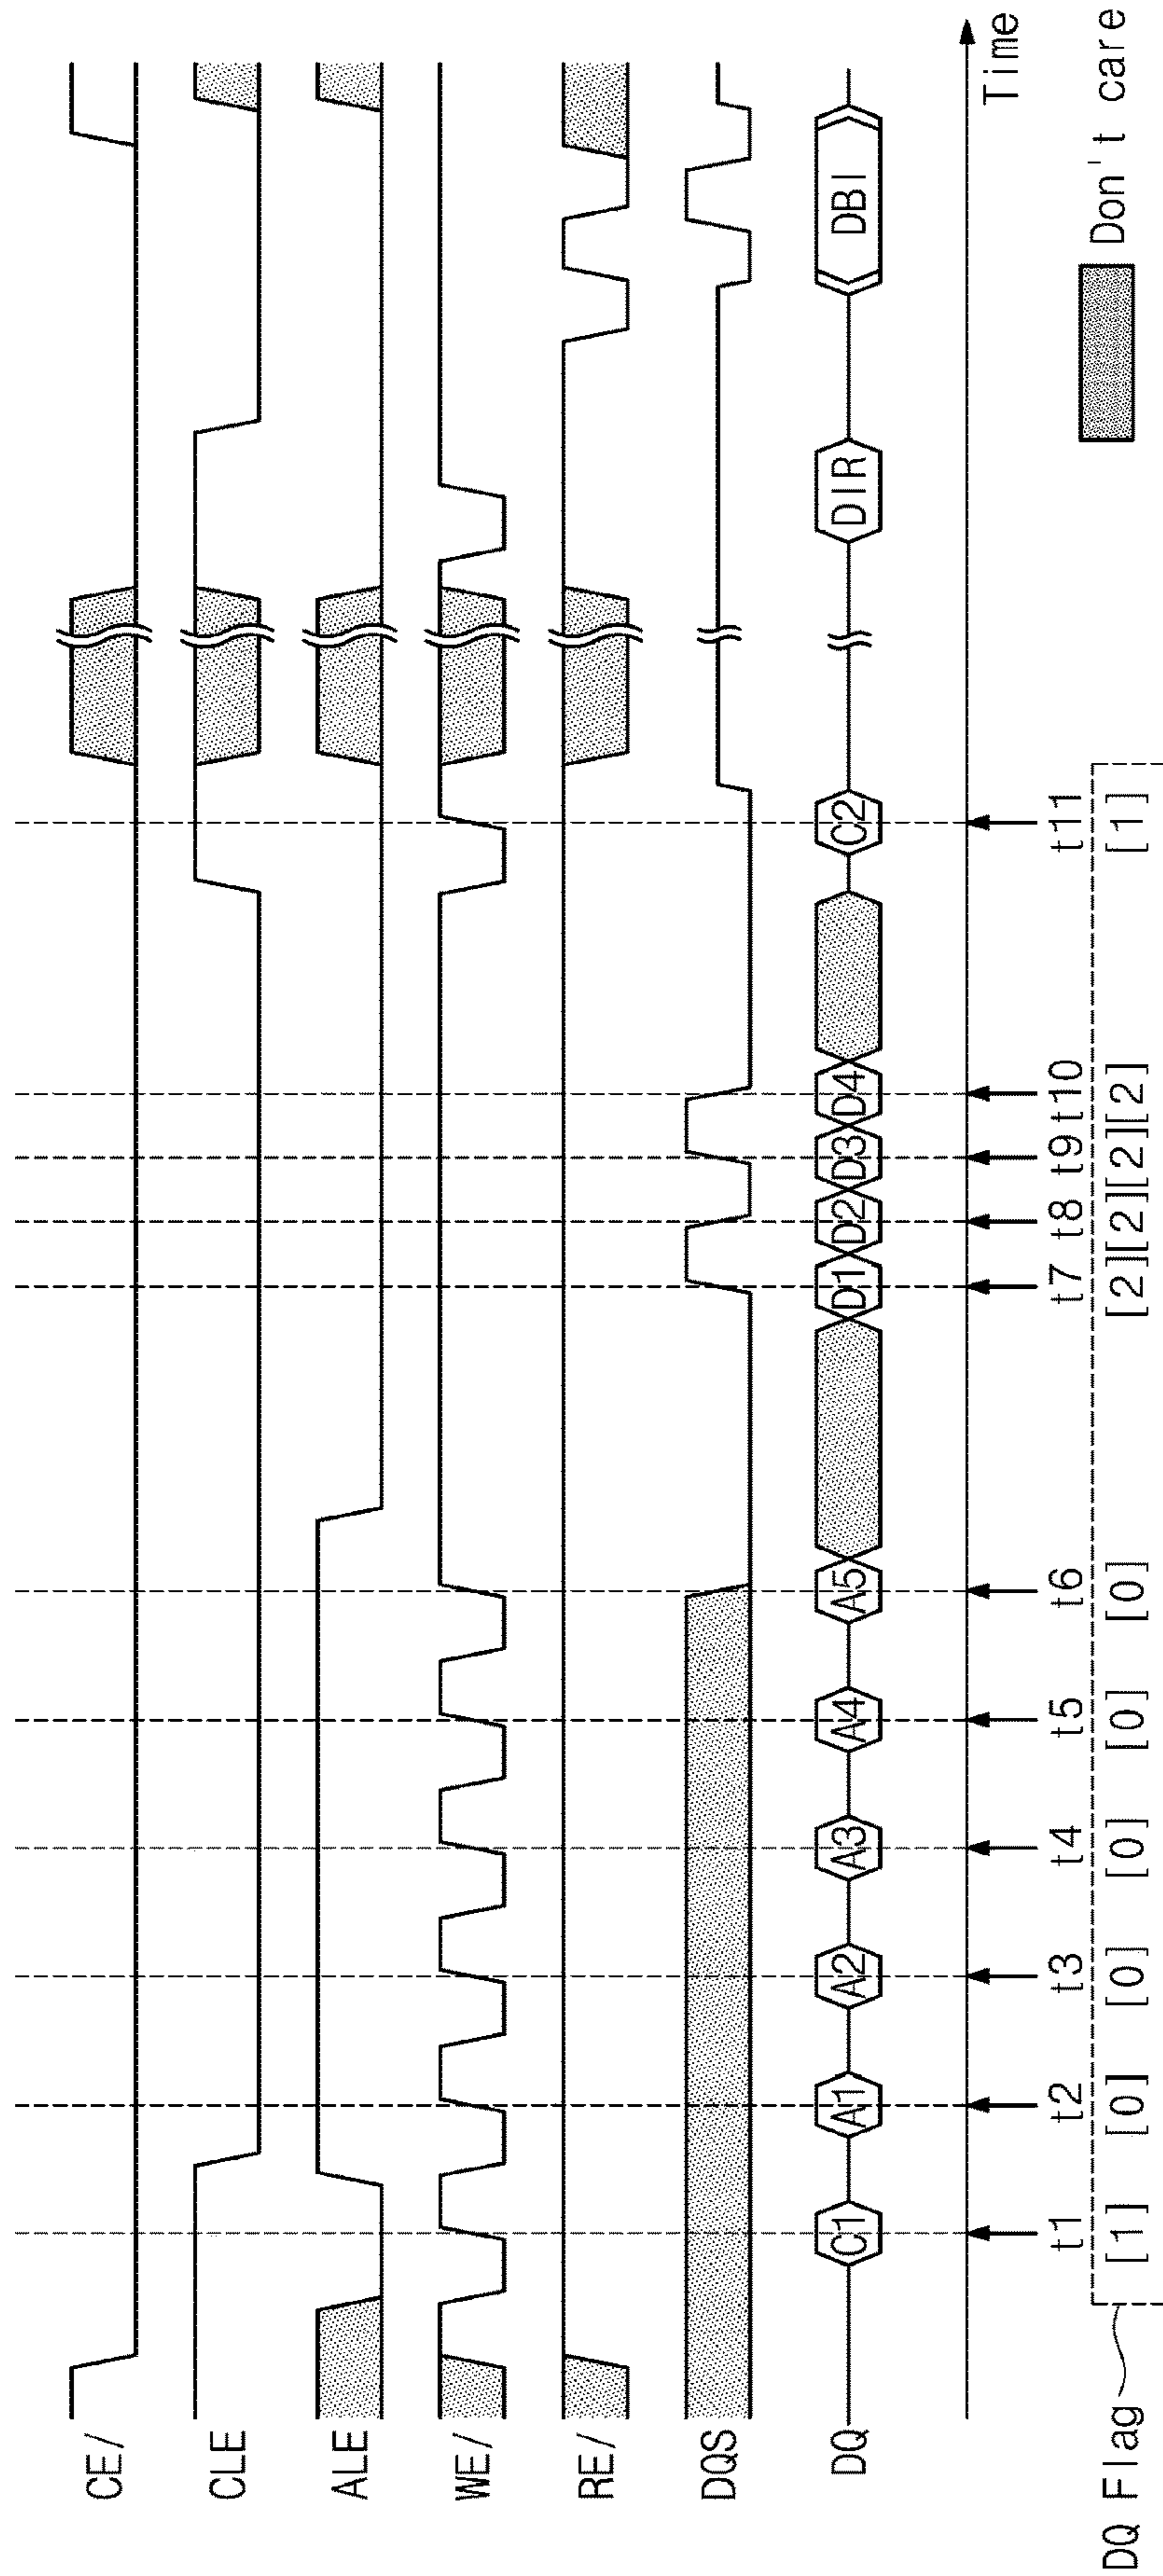 CE/
CLE
ALE
WE/
RE/
DQS
DQ C1 A1 A2 A3 A4 A5 D1 D2 D3 D4 C2 DIR DBI
Time
t1 t2 t3 t4 t5 t6 t7 t8 t9 t10 t11
DQ Flag [1] [0] [0] [0] [0] [0] [2][2][2][2] [1]
Don't care